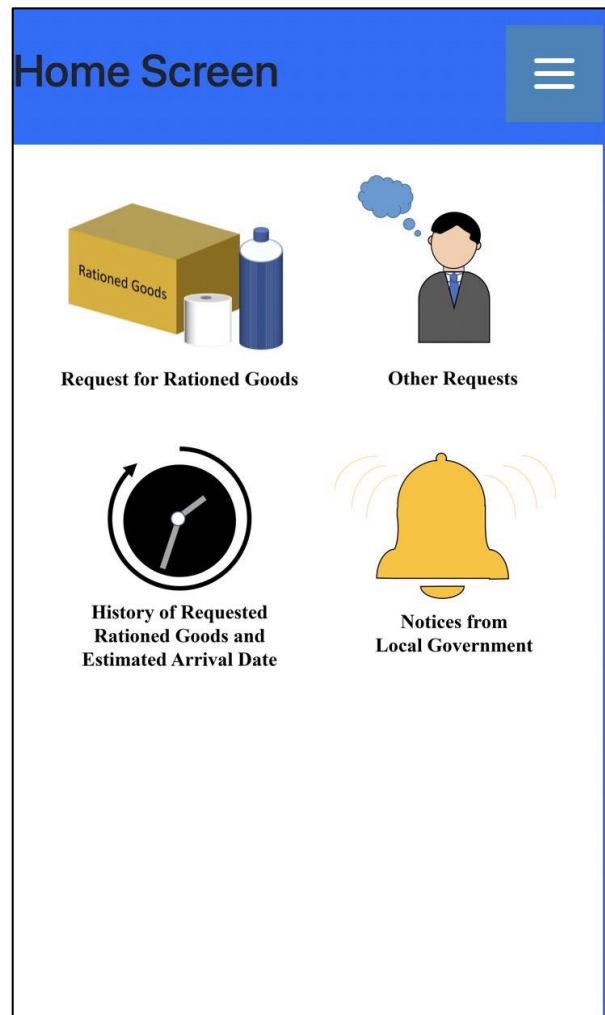 Home Screen
Rationed Goods
Request for Rationed Goods
Other Requests
History of Requested
Rationed Goods and
Estimated Arrival Date
Notices from
Local Government